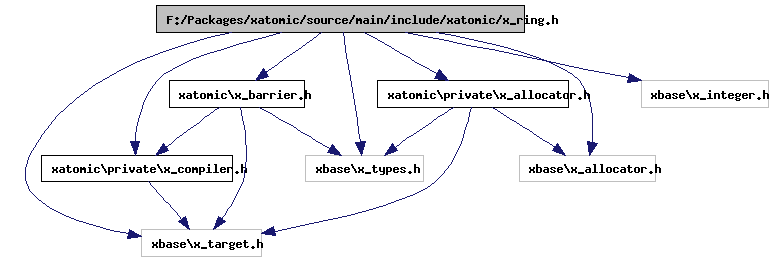 F:/Packages/xatomic/source/main/include/xatomic/x_ring.h
xatomic\x_barrier.h
xatomic\private\x_allocator.h
xbase\x_integer.h
xatomic\private\x_compiler.h
xbase\x_types.h
xbase\x_allocator.h
xbase\x_target.h